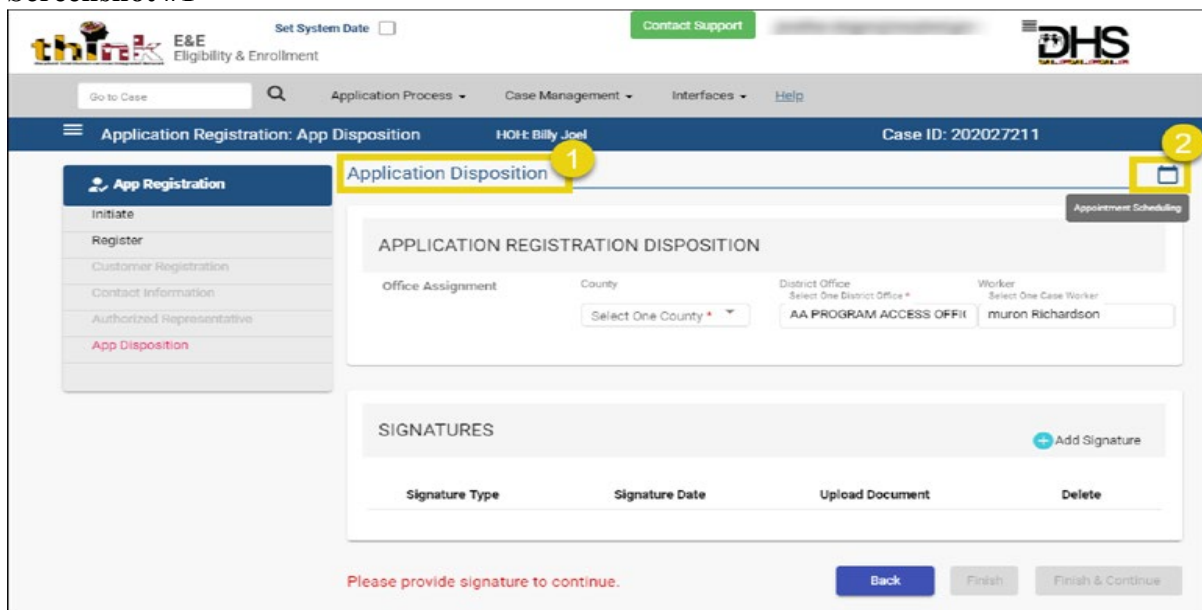 Set System Date
Contact Support
think
E&E
Eligibility & Enrollment
DHS
Go to Case
Application Process
Case Management
Interfaces
Help
Application Registration: App Disposition
HOH: Billy Joel
Case ID: 202027211
1
2
App Registration
Initiate
Register
Customer Registration
Contact Information
Authorized Representative
App Disposition
Application Disposition
Appointment Scheduling
APPLICATION REGISTRATION DISPOSITION
Office Assignment
County
Select One County *
District Office
Select One District Office *
AA PROGRAM ACCESS OFFI
Worker
Select One Case Worker
muron Richardson
SIGNATURES
Add Signature
Signature Type
Signature Date
Upload Document
Delete
Please provide signature to continue.
Back
Finish
Finish & Continue